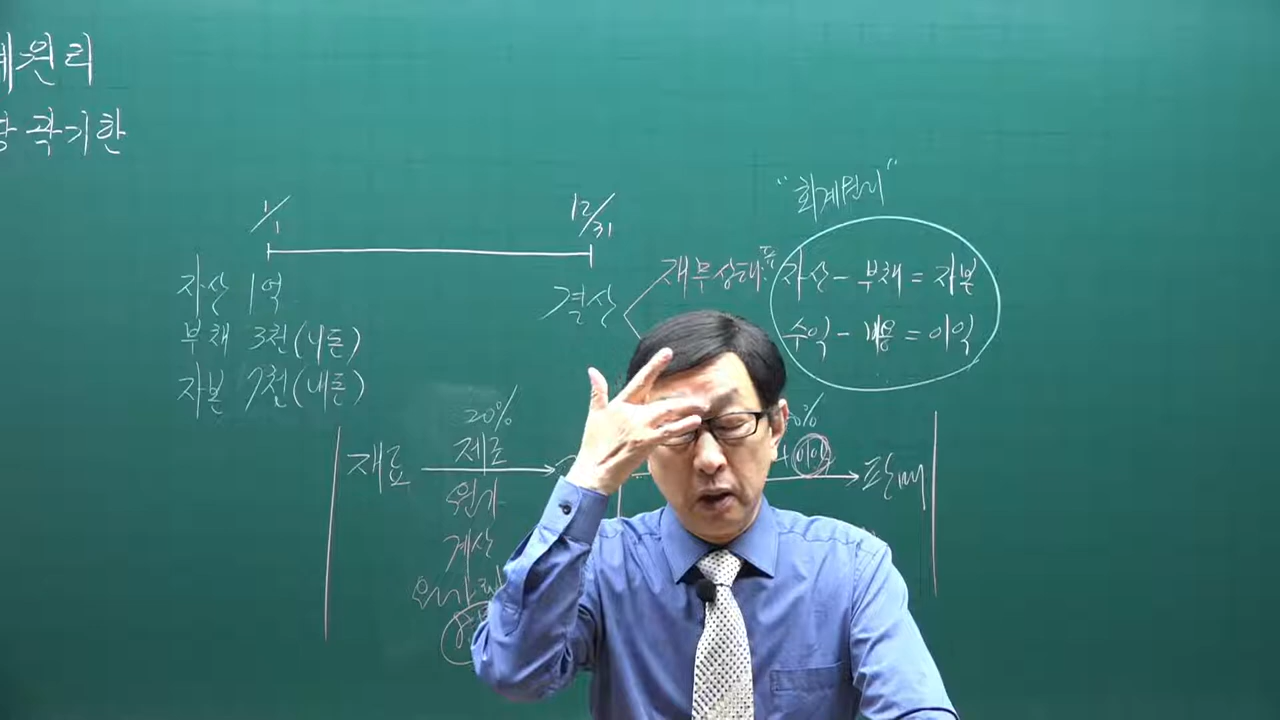 계원리
강 곽기한
"회계원리"
1/1
12/31
자산 1억
부채 3천(너돈)
자본 7천(내돈)
결산
재무상태표
자산 - 부채 = 자본
수익 - 비용 = 이익
20%
재료
제조
원가
계산
판매
이익